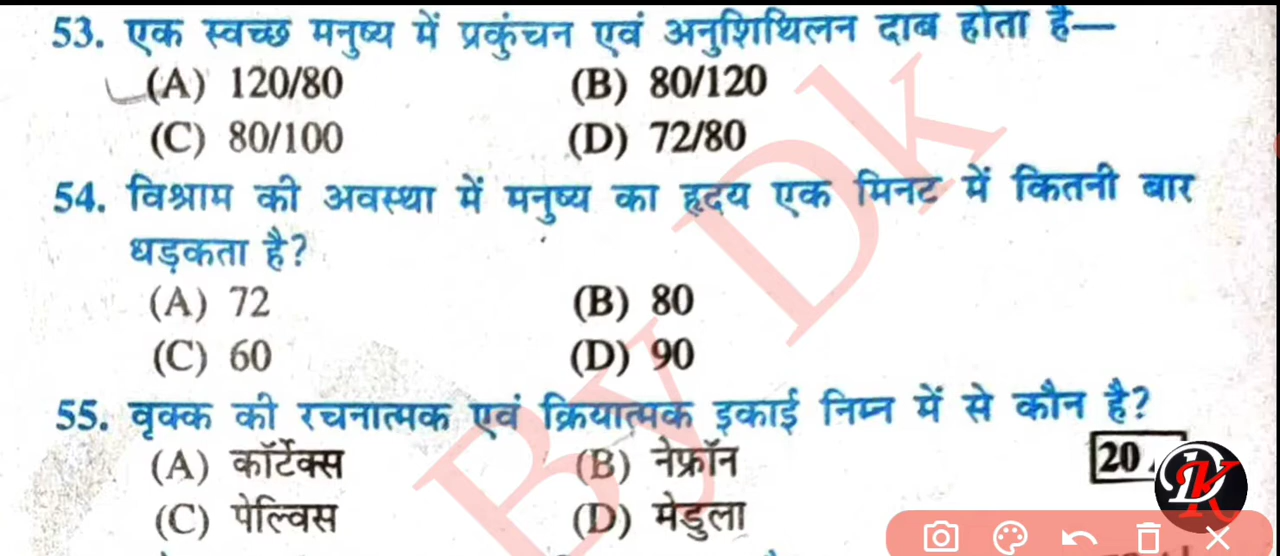 53. एक स्वच्छ मनुष्य में प्रकुंचन एवं अनुशिथिलन दाब होता है—
(A) 120/80 (B) 80/120
(C) 80/100 (D) 72/80
54. विश्राम की अवस्था में मनुष्य का हृदय एक मिनट में कितनी बार
धड़कता है?
(A) 72 (B) 80
(C) 60 (D) 90
55. वृक्क की रचनात्मक एवं क्रियात्मक इकाई निम्न में से कौन है?
(A) कॉर्टेक्स (B) नेफ्रॉन
20
(C) पेल्विस (D) मेडुला
By Dk
DK